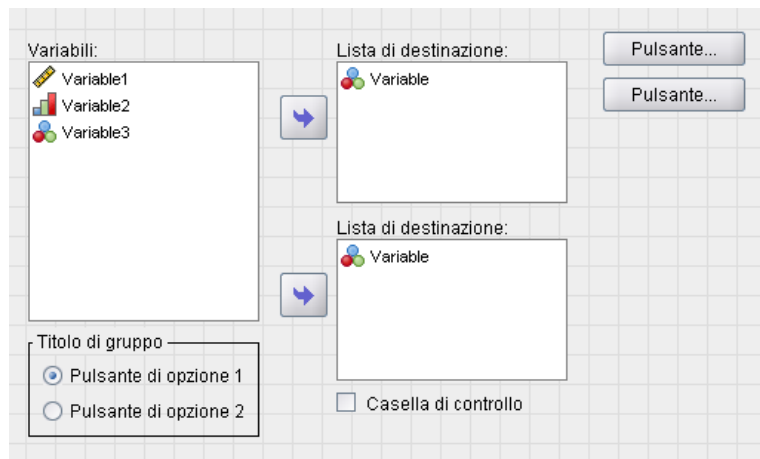 Variabili:
Variable1
Variable2
Variable3
Titolo di gruppo
Pulsante di opzione 1
Pulsante di opzione 2
Lista di destinazione:
Variable
Lista di destinazione:
Variable
Casella di controllo
Pulsante...
Pulsante...